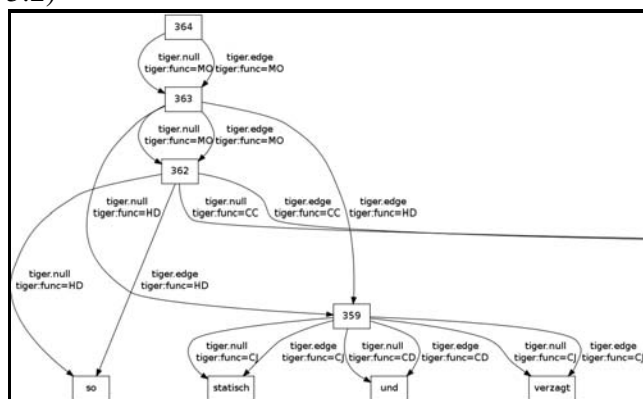 364
tiger.null tiger.edge
tiger:func=MO tiger:func=MO
363
tiger.null tiger.edge
tiger:func=MO tiger:func=MO
362
tiger.null tiger.null tiger.edge tiger.edge
tiger:func=HD tiger:func=CC tiger:func=CC tiger:func=HD
tiger.edge
tiger:func=HD
359
tiger.null tiger.edge tiger.null tiger.edge tiger.null tiger.edge
tiger:func=CJ tiger:func=CJ tiger:func=CD tiger:func=CD tiger:func=CJ tiger:func=CJ
so statisch und verzagt